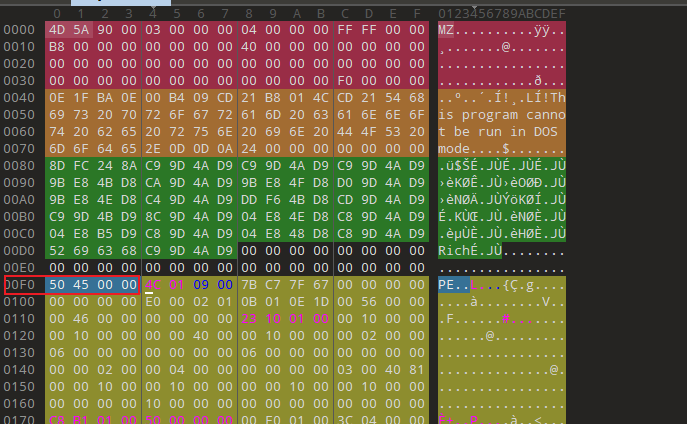 0 1 2 3 4 5 6 7 8 9 A B C D E F 0123456789ABCDEF
0000 4D 5A 90 00 03 00 00 00 04 00 00 00 FF FF 00 00 MZ..........ÿÿ..
0010 B8 00 00 00 00 00 00 00 40 00 00 00 00 00 00 00 ¸.......@.......
0020 00 00 00 00 00 00 00 00 00 00 00 00 00 00 00 00 ................
0030 00 00 00 00 00 00 00 00 00 00 00 00 F0 00 00 00 ............ð...
0040 0E 1F BA 0E 00 B4 09 CD 21 B8 01 4C CD 21 54 68 ..º..´.Í!¸.LÍ!Th
0050 69 73 20 70 72 6F 67 72 61 6D 20 63 61 6E 6E 6F is program canno
0060 74 20 62 65 20 72 75 6E 20 69 6E 20 44 4F 53 20 t be run in DOS
0070 6D 6F 64 65 2E 0D 0D 0A 24 00 00 00 00 00 00 00 mode....$.......
0080 8D FC 24 8A C9 9D 4A D9 C9 9D 4A D9 C9 9D 4A D9 .ü$ŠÉ.JÙÉ.JÙÉ.JÙ
0090 9B E8 4B D8 CA 9D 4A D9 9B E8 4F D8 D0 9D 4A D9 ›èKØÊ.JÙ›èOØÐ.JÙ
00A0 9B E8 4E D8 C4 9D 4A D9 DD F6 4B D8 CD 9D 4A D9 ›èNØÄ.JÙÝöKØÍ.JÙ
00B0 C9 9D 4B D9 8C 9D 4A D9 04 E8 4E D8 C8 9D 4A D9 É.KÙŒ.JÙ.èNØÈ.JÙ
00C0 04 E8 B5 D9 C8 9D 4A D9 04 E8 48 D8 C8 9D 4A D9 .èµÙÈ.JÙ.èHØÈ.JÙ
00D0 52 69 63 68 C9 9D 4A D9 00 00 00 00 00 00 00 00 RichÉ.JÙ........
00E0 00 00 00 00 00 00 00 00 00 00 00 00 00 00 00 00 ................
00F0 50 45 00 00 4C 01 09 00 7B C7 7F 67 00 00 00 00 PE..L...{Ç.g....
0100 00 00 00 00 E0 00 02 01 0B 01 0E 1D 00 56 00 00 ....à........V..
0110 00 46 00 00 00 00 00 00 23 10 01 00 00 10 00 00 .F......#.......
0120 00 10 00 00 00 00 40 00 00 10 00 00 00 02 00 00 ......@.........
0130 06 00 00 00 00 00 00 00 06 00 00 00 00 00 00 00 ................
0140 00 00 02 00 00 04 00 00 00 00 00 00 03 00 40 81 ..............@.
0150 00 00 10 00 00 10 00 00 00 00 10 00 00 10 00 00 ................
0160 00 00 00 00 10 00 00 00 00 00 00 00 00 00 00 00 ................
0170 C8 B1 01 00 50 00 00 00 00 E0 01 00 3C 04 00 00 È±..P....à..<...